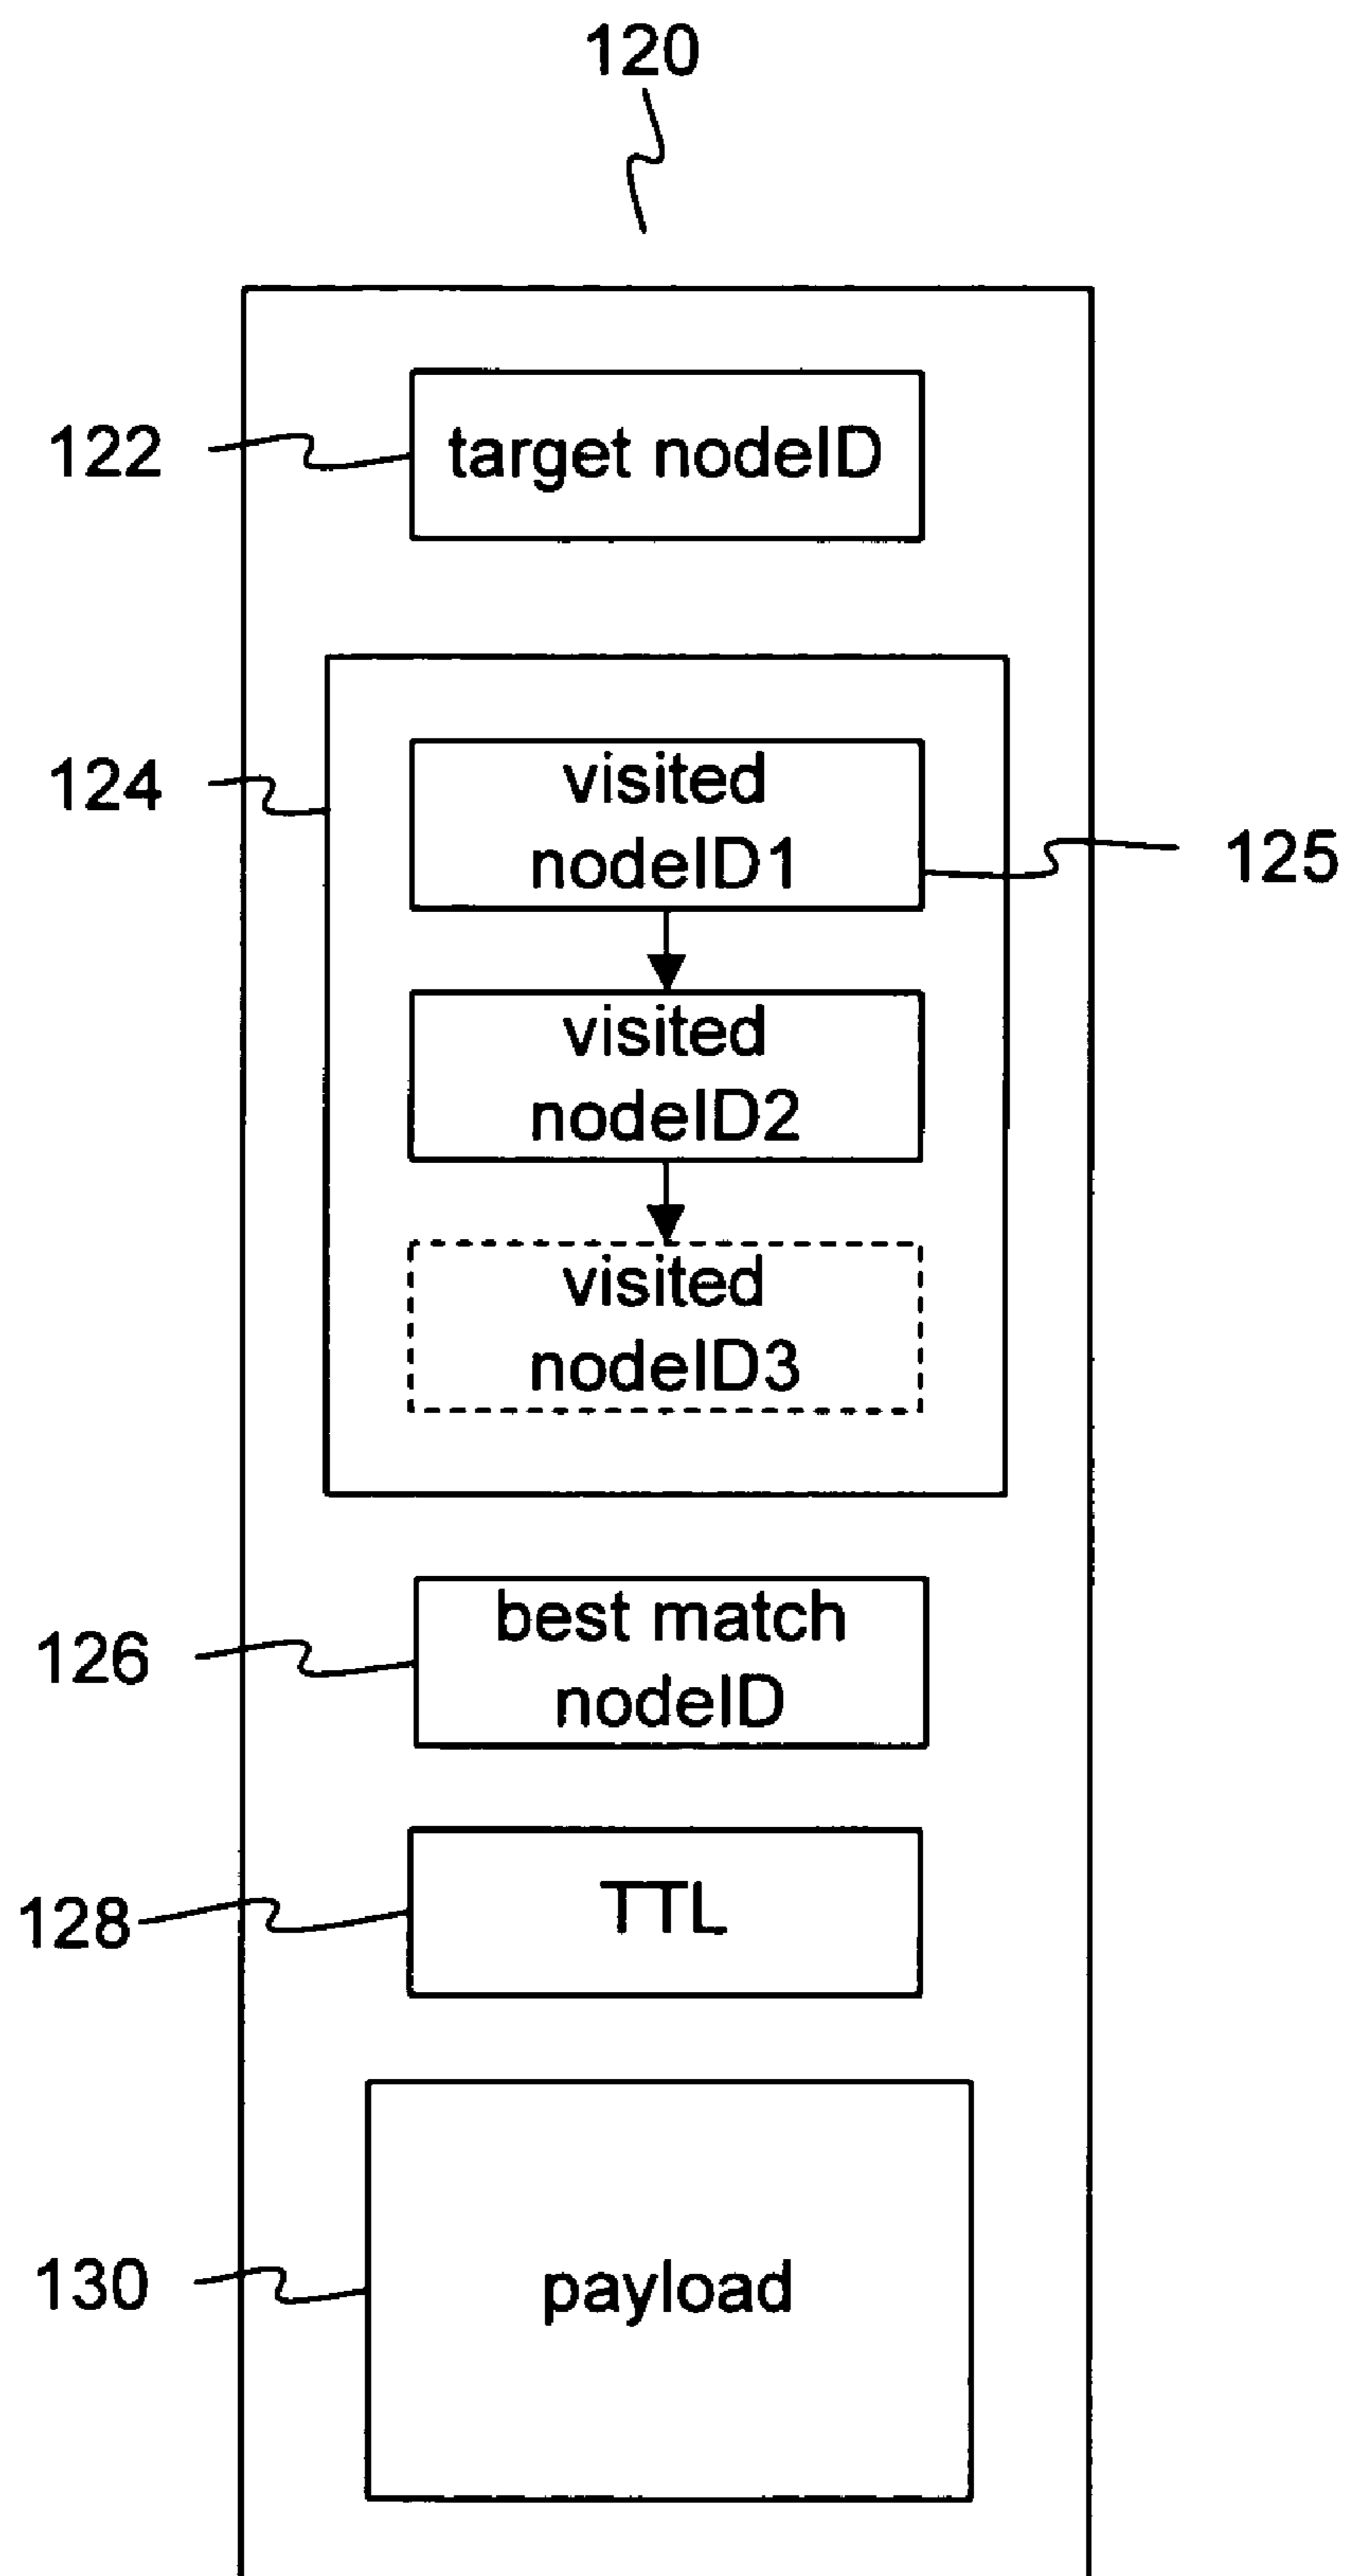 120
122
target nodeID
124
visited
nodeID1
125
visited
nodeID2
visited
nodeID3
126
best match
nodeID
128
TTL
130
payload